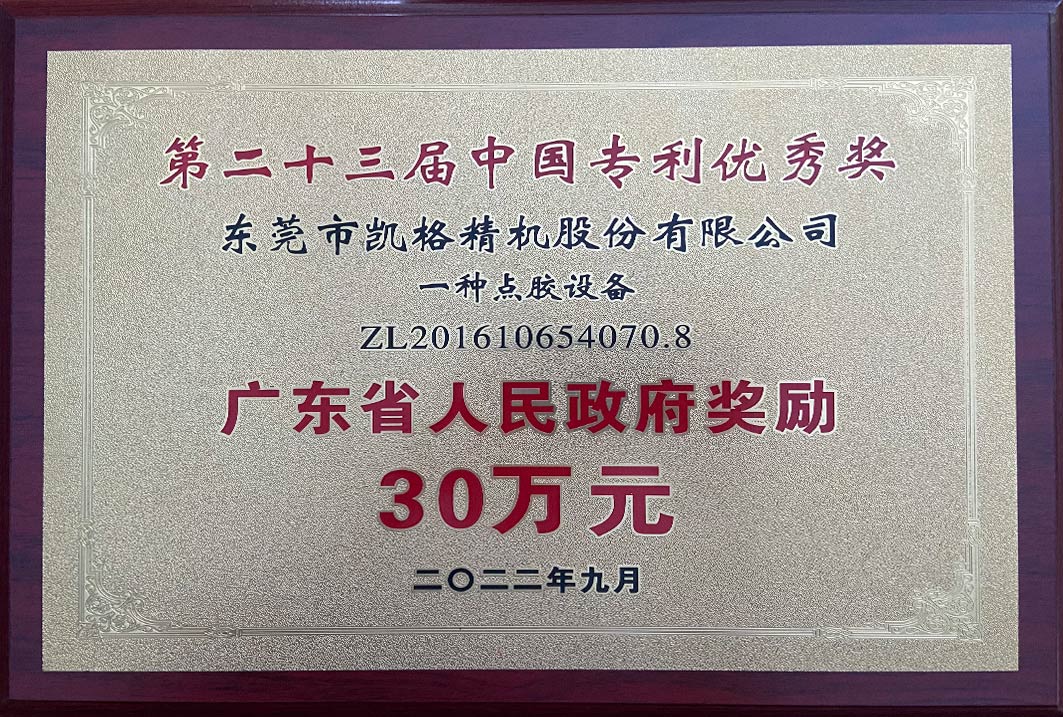 第二十三届中国专利优秀奖
东莞市凯格精机股份有限公司
一种点胶设备
ZL201610654070.8
广东省人民政府奖励
30万元
二〇二二年九月